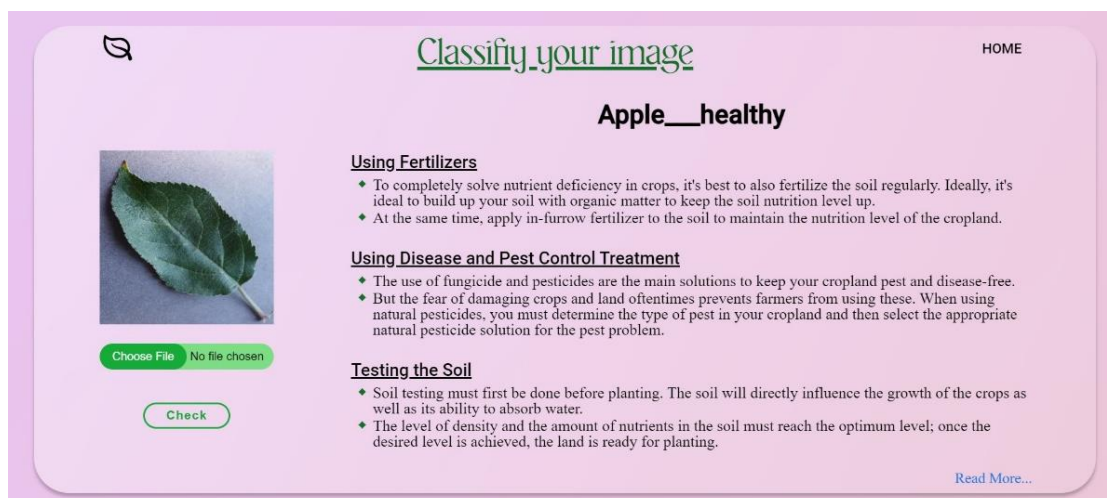 Classifiy your image
HOME
Apple___healthy
Using Fertilizers
To completely solve nutrient deficiency in crops, it's best to also fertilize the soil regularly. Ideally, it's
ideal to build up your soil with organic matter to keep the soil nutrition level up.
At the same time, apply in-furrow fertilizer to the soil to maintain the nutrition level of the cropland.
Using Disease and Pest Control Treatment
The use of fungicide and pesticides are the main solutions to keep your cropland pest and disease-free.
But the fear of damaging crops and land oftentimes prevents farmers from using these. When using
natural pesticides, you must determine the type of pest in your cropland and then select the appropriate
natural pesticide solution for the pest problem.
Choose File No file chosen
Check
Testing the Soil
Soil testing must first be done before planting. The soil will directly influence the growth of the crops as
well as its ability to absorb water.
The level of density and the amount of nutrients in the soil must reach the optimum level; once the
desired level is achieved, the land is ready for planting.
Read More...